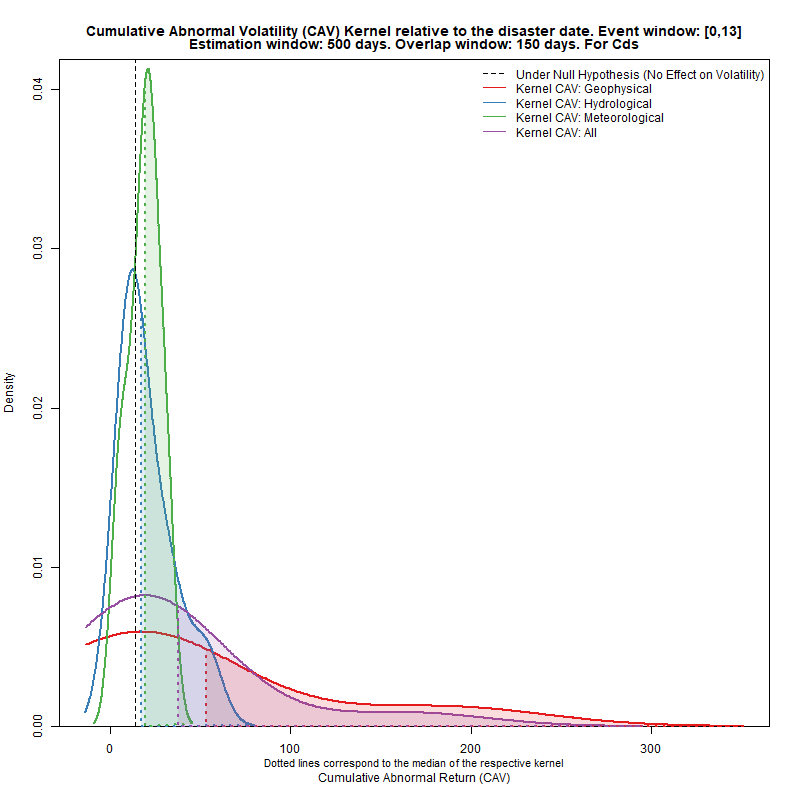 Cumulative Abnormal Volatility (CAV) Kernel relative to the disaster date. Event window: [0,13]
Estimation window: 500 days. Overlap window: 150 days. For Cds
Under Null Hypothesis (No Effect on Volatility)
Kernel CAV: Geophysical
Kernel CAV: Hydrological
Kernel CAV: Meteorological
Kernel CAV: All
0.04
0.03
0.02
0.01
0.00
Density
0 100 200 300
Dotted lines correspond to the median of the respective kernel
Cumulative Abnormal Return (CAV)